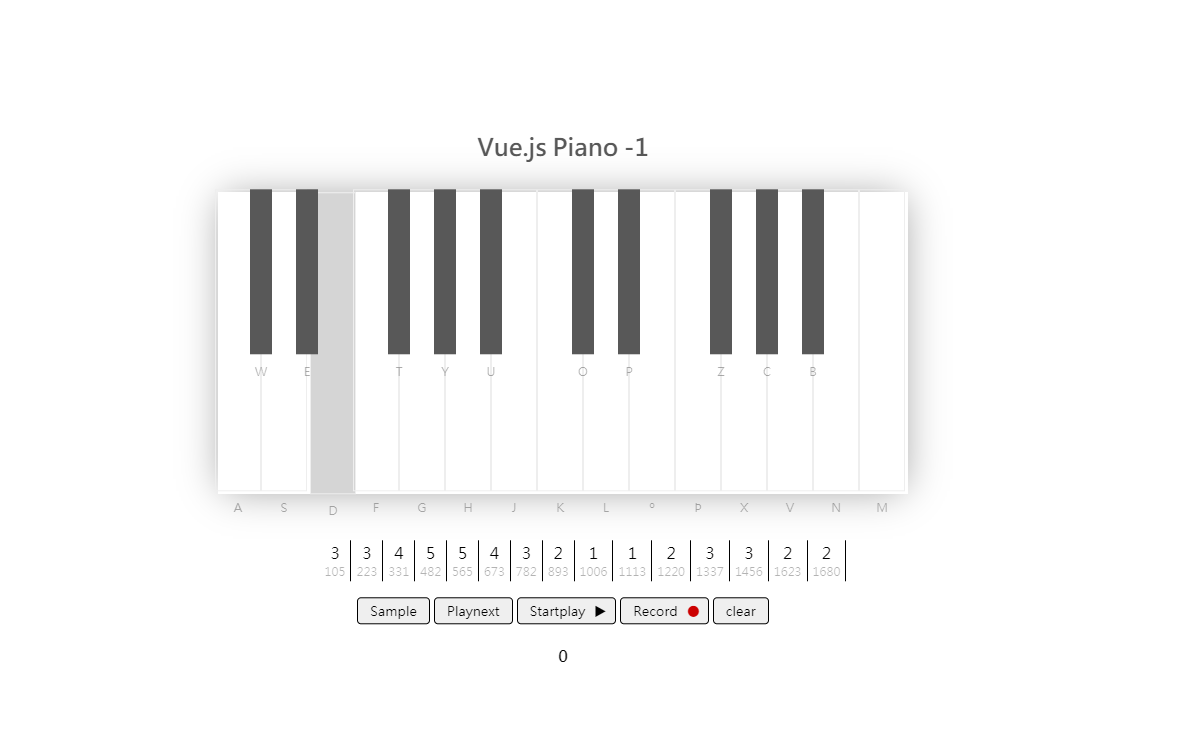 Vue.js Piano -1
W E T Y U O P Z C B
A S D F G H J K L º Þ X V N M
3 3 4 5 5 4 3 2 1 1 2 3 3 2 2
105 223 331 482 565 673 782 893 1006 1113 1220 1337 1456 1623 1680
Sample Playnext Startplay Record clear
0